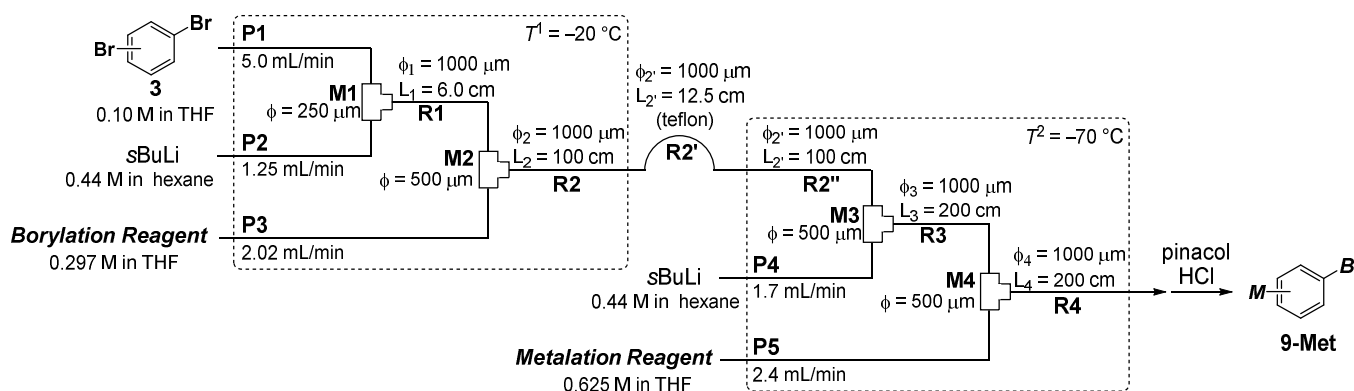 Br
Br
3
0.10 M in THF
P1
5.0 mL/min
T¹ = –20 °C
ϕ₁ = 1000 μm
L₁ = 6.0 cm
M1
ϕ = 250 μm
R1
sBuLi
0.44 M in hexane
P2
1.25 mL/min
M2
ϕ = 500 μm
ϕ₂ = 1000 μm
L₂ = 100 cm
R2
Borylation Reagent
0.297 M in THF
P3
2.02 mL/min
ϕ₂' = 1000 μm
L₂' = 12.5 cm
(teflon)
R2'
T² = –70 °C
ϕ₂' = 1000 μm
L₂' = 100 cm
R2''
M3
ϕ = 500 μm
ϕ₃ = 1000 μm
L₃ = 200 cm
R3
sBuLi
0.44 M in hexane
P4
1.7 mL/min
M4
ϕ = 500 μm
ϕ₄ = 1000 μm
L₄ = 200 cm
R4
Metalation Reagent
0.625 M in THF
P5
2.4 mL/min
pinacol
HCl
B
M
9-Met